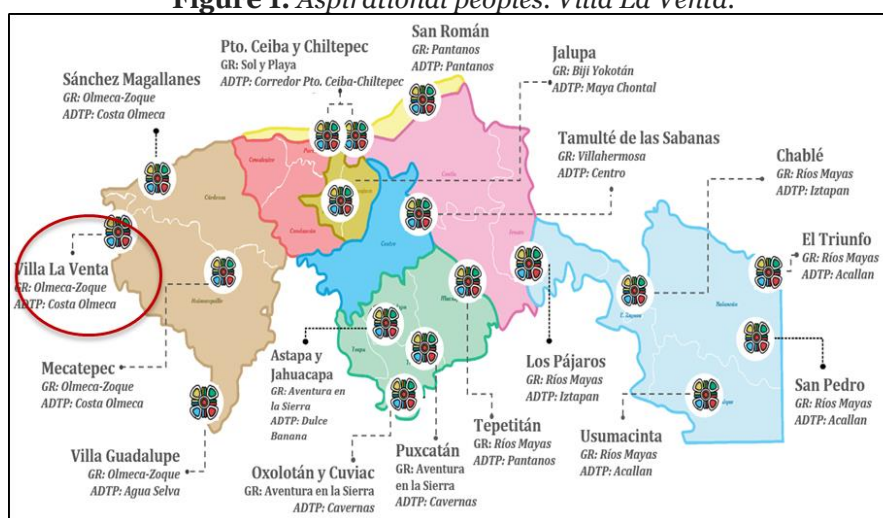 Figure 1. Aspirational peoples. Villa La Venta.
San Román
GR: Pantanos
ADTP: Pantanos
Pto. Ceiba y Chiltepec
GR: Sol y Playa
ADTP: Corredor Pto. Ceiba-Chiltepec
Jalupa
GR: Biji Yokotán
ADTP: Maya Chontal
Sánchez Magallanes
GR: Olmeca-Zoque
ADTP: Costa Olmeca
Tamulté de las Sabanas
GR: Villahermosa
ADTP: Centro
Chablé
GR: Ríos Mayas
ADTP: Iztapan
El Triunfo
GR: Ríos Mayas
ADTP: Acallan
Villa La Venta
GR: Olmeca-Zoque
ADTP: Costa Olmeca
Mecatepec
GR: Olmeca-Zoque
ADTP: Costa Olmeca
Astapa y
Jahuacapa
GR: Aventura en
la Sierra
ADTP: Dulce
Banana
Los Pájaros
GR: Ríos Mayas
ADTP: Iztapan
San Pedro
GR: Ríos Mayas
ADTP: Acallan
Villa Guadalupe
GR: Olmeca-Zoque
ADTP: Agua Selva
Oxolotán y Cuviac
GR: Aventura en la Sierra
ADTP: Cavernas
Puxcatán
GR: Aventura
en la Sierra
ADTP: Cavernas
Tepetitán
GR: Ríos Mayas
ADTP: Pantanos
Usumacinta
GR: Ríos Mayas
ADTP: Acallan